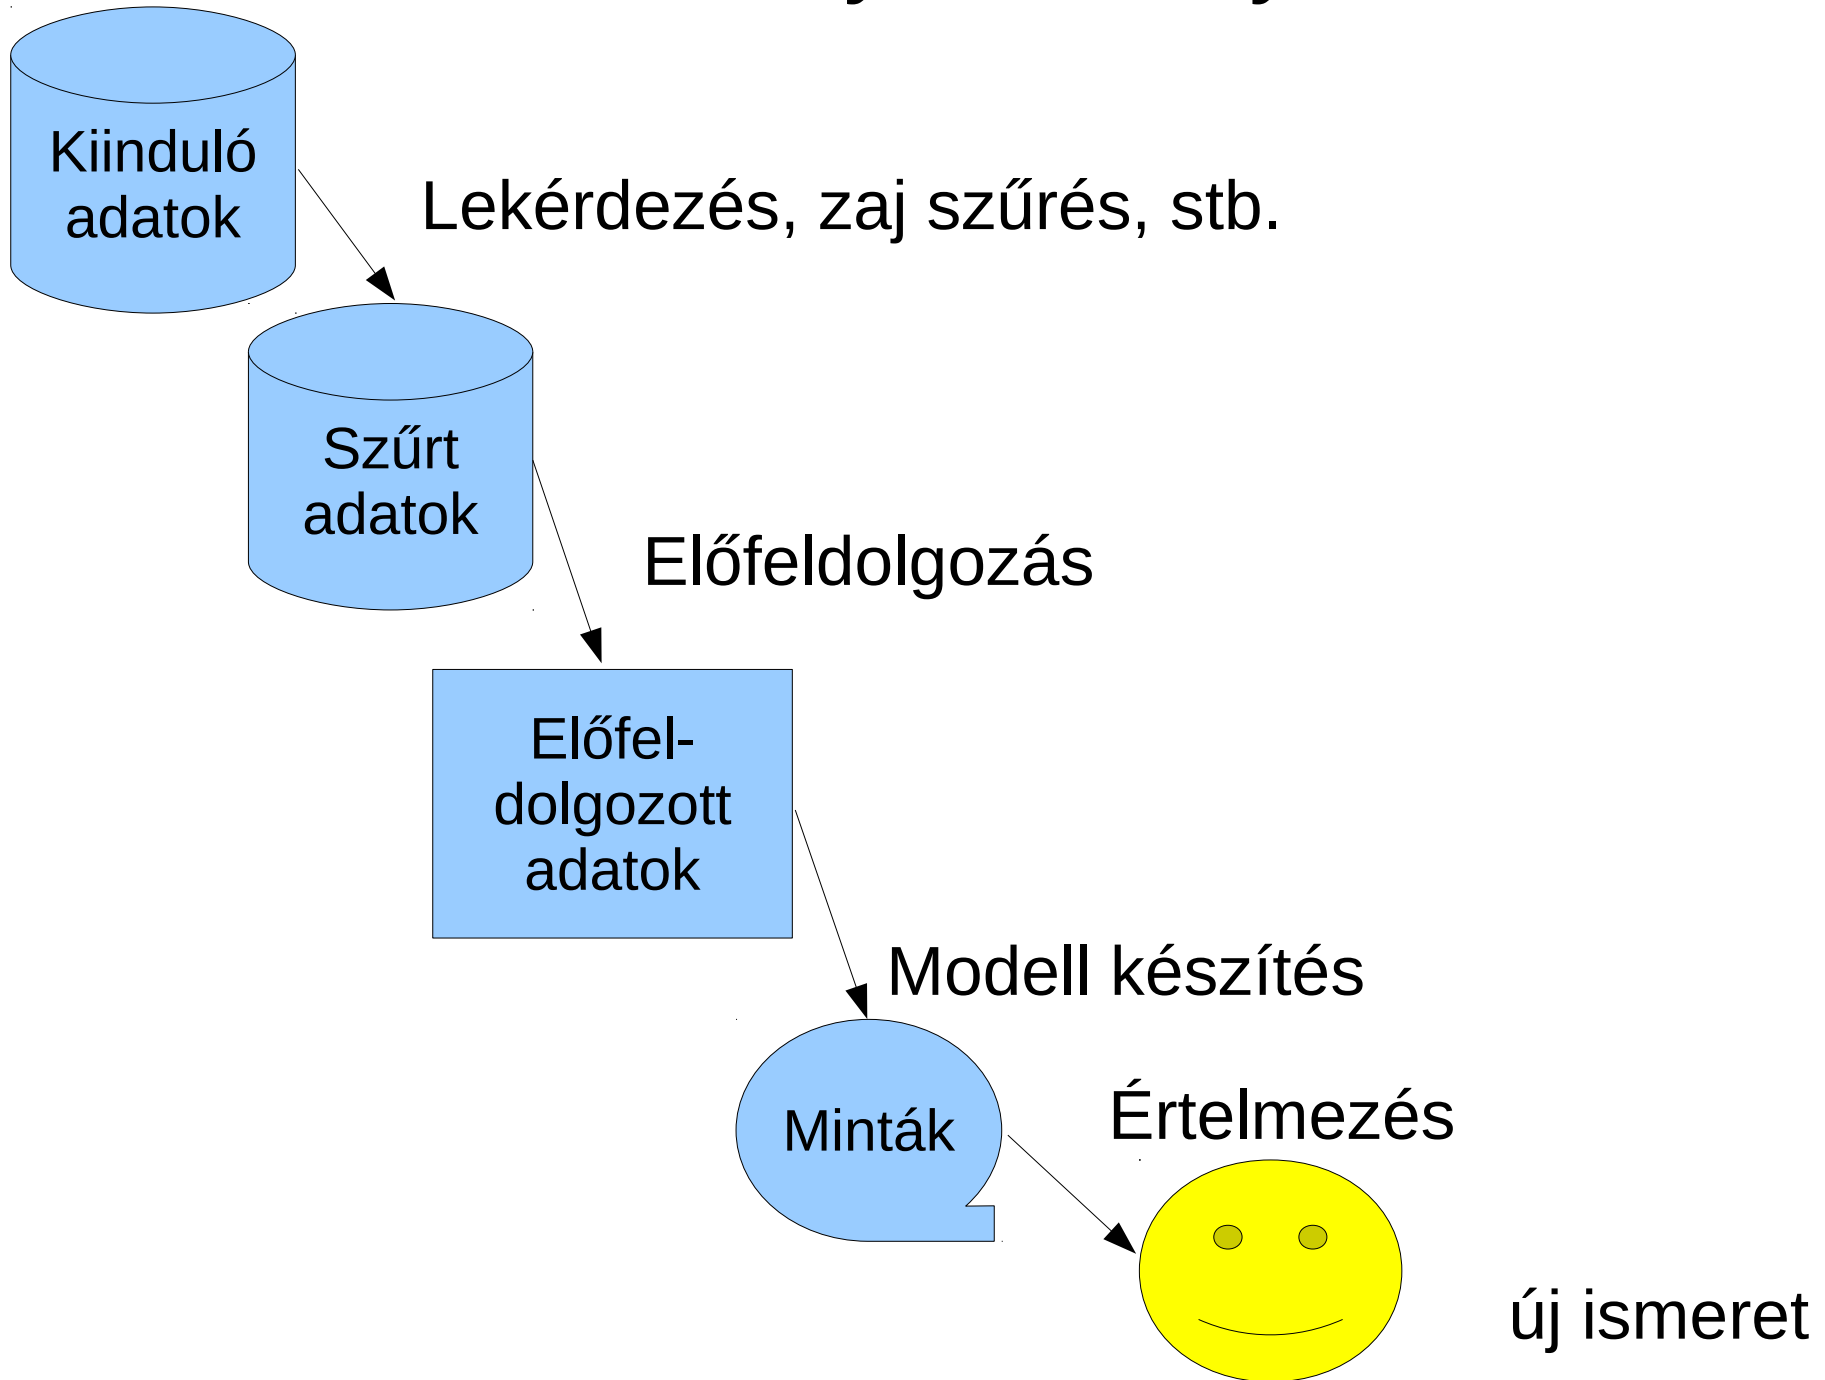 Kiinduló
adatok
Lekérdezés, zaj szűrés, stb.
Szűrt
adatok
Előfeldolgozás
Előfel-
dolgozott
adatok
Modell készítés
Minták
Értelmezés
új ismeret